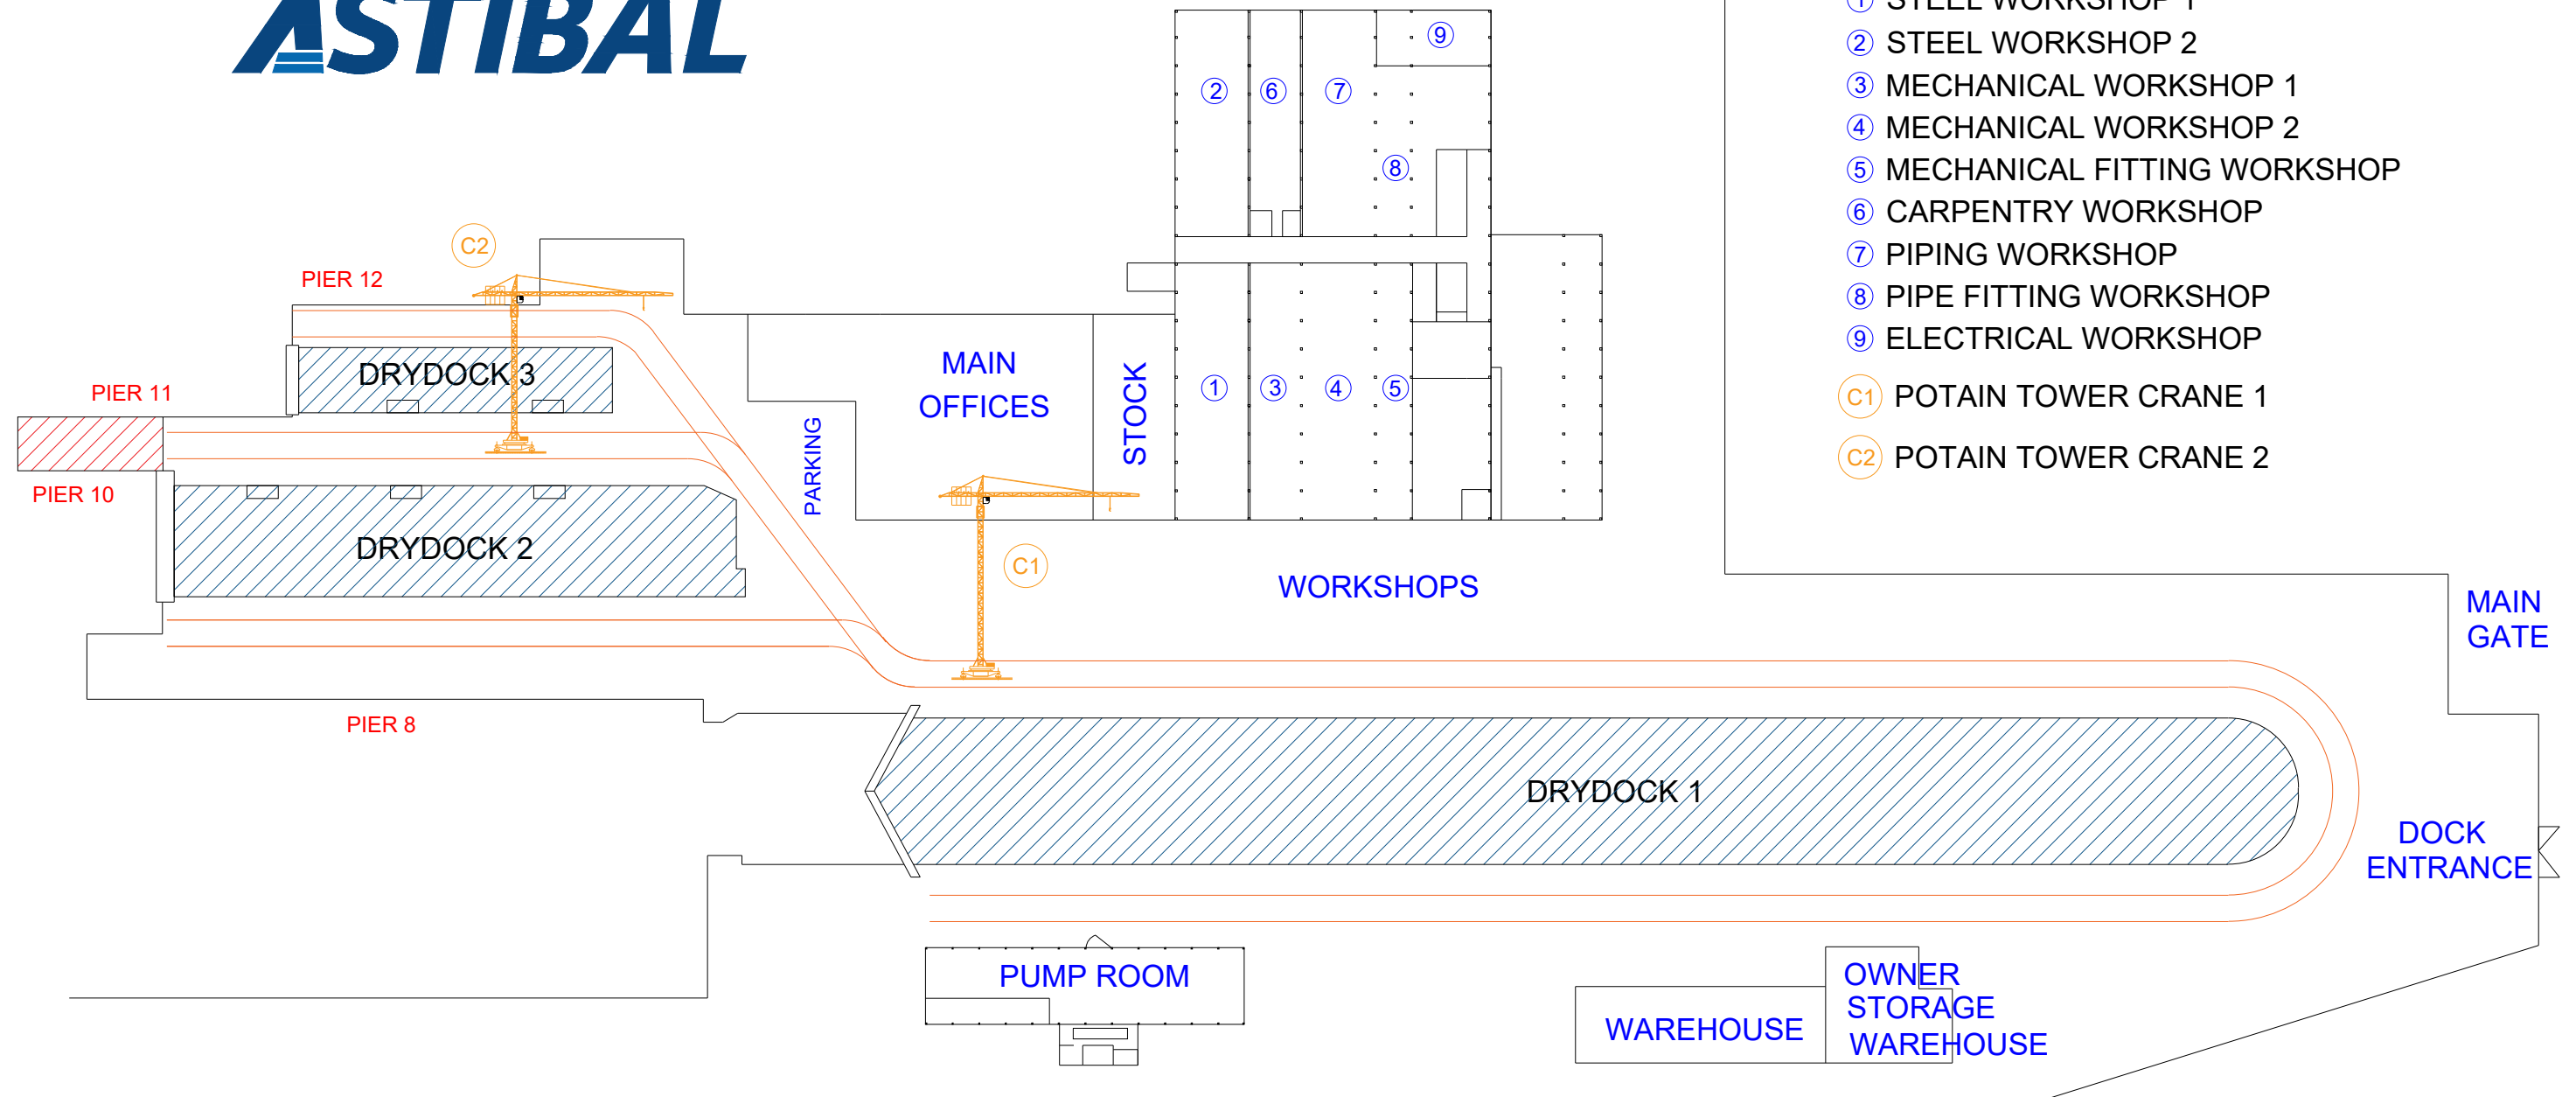 ASTIBAL
① STEEL WORKSHOP 1
② STEEL WORKSHOP 2
③ MECHANICAL WORKSHOP 1
④ MECHANICAL WORKSHOP 2
⑤ MECHANICAL FITTING WORKSHOP
⑥ CARPENTRY WORKSHOP
⑦ PIPING WORKSHOP
⑧ PIPE FITTING WORKSHOP
⑨ ELECTRICAL WORKSHOP
C1 POTAIN TOWER CRANE 1
C2 POTAIN TOWER CRANE 2
⑨
② ⑥ ⑦
⑧
C2
PIER 12
DRYDOCK 3
PIER 11
PIER 10
DRYDOCK 2
PIER 8
MAIN
OFFICES
PARKING
STOCK
① ③ ④ ⑤
C1
WORKSHOPS
MAIN
GATE
DRYDOCK 1
DOCK
ENTRANCE
PUMP ROOM
WAREHOUSE
OWNER
STORAGE
WAREHOUSE